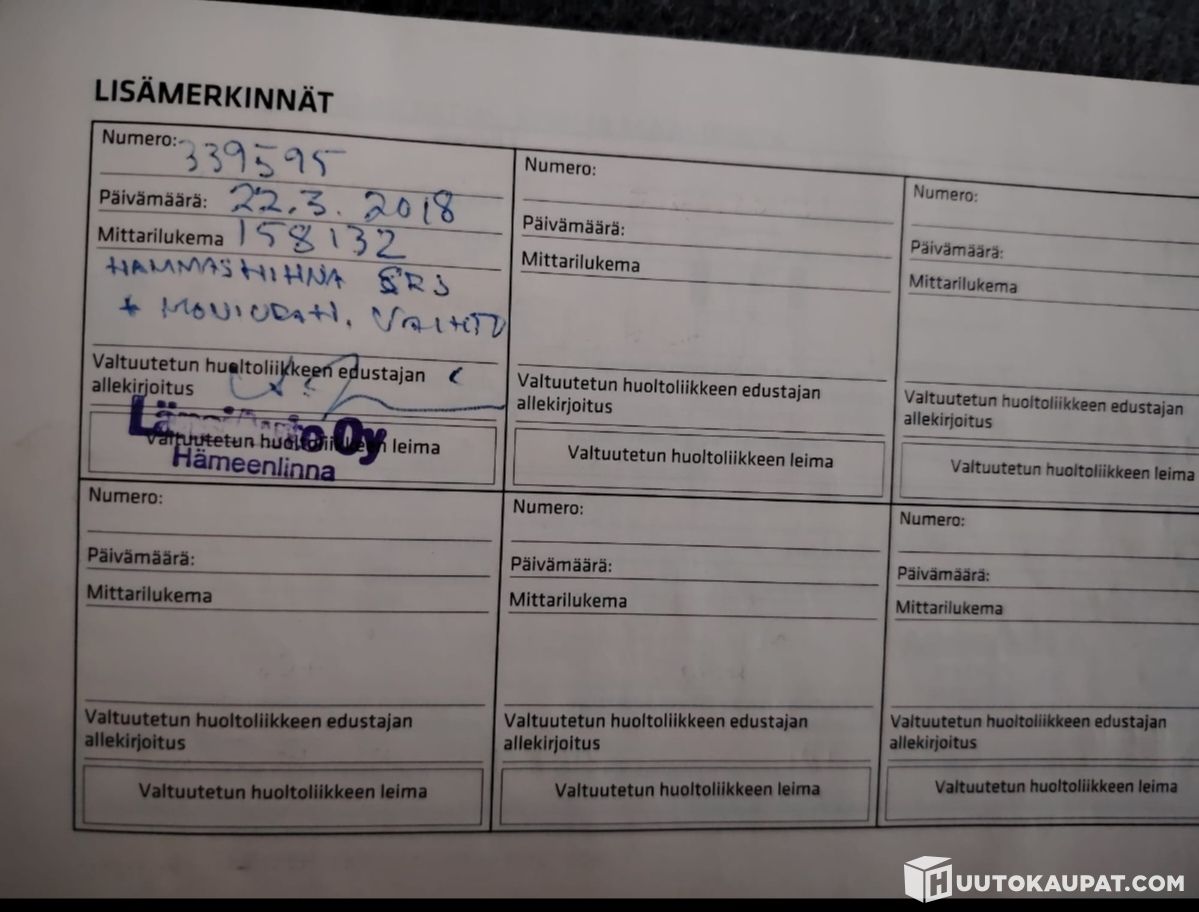 LISÄMERKINNÄT
Numero: 339595
Päivämäärä: 22.3.2018
Mittarilukema 158132
HAMMASHIHNA SRJ
+ MONIURAH. VAIHTO
Valtuutetun huoltoliikkeen edustajan
allekirjoitus
LänsiAuto Oy
Valtuutetun huoltoliikkeen leima
Hämeenlinna
Numero:
Päivämäärä:
Mittarilukema
Valtuutetun huoltoliikkeen edustajan
allekirjoitus
Valtuutetun huoltoliikkeen leima
Numero:
Päivämäärä:
Mittarilukema
Valtuutetun huoltoliikkeen edustajan
allekirjoitus
Valtuutetun huoltoliikkeen leima
Numero:
Päivämäärä:
Mittarilukema
Valtuutetun huoltoliikkeen edustajan
allekirjoitus
Valtuutetun huoltoliikkeen leima
Numero:
Päivämäärä:
Mittarilukema
Valtuutetun huoltoliikkeen edustajan
allekirjoitus
Valtuutetun huoltoliikkeen leima
Numero:
Päivämäärä:
Mittarilukema
Valtuutetun huoltoliikkeen edustajan
allekirjoitus
Valtuutetun huoltoliikkeen leima
HUUTOKAUPAT.COM